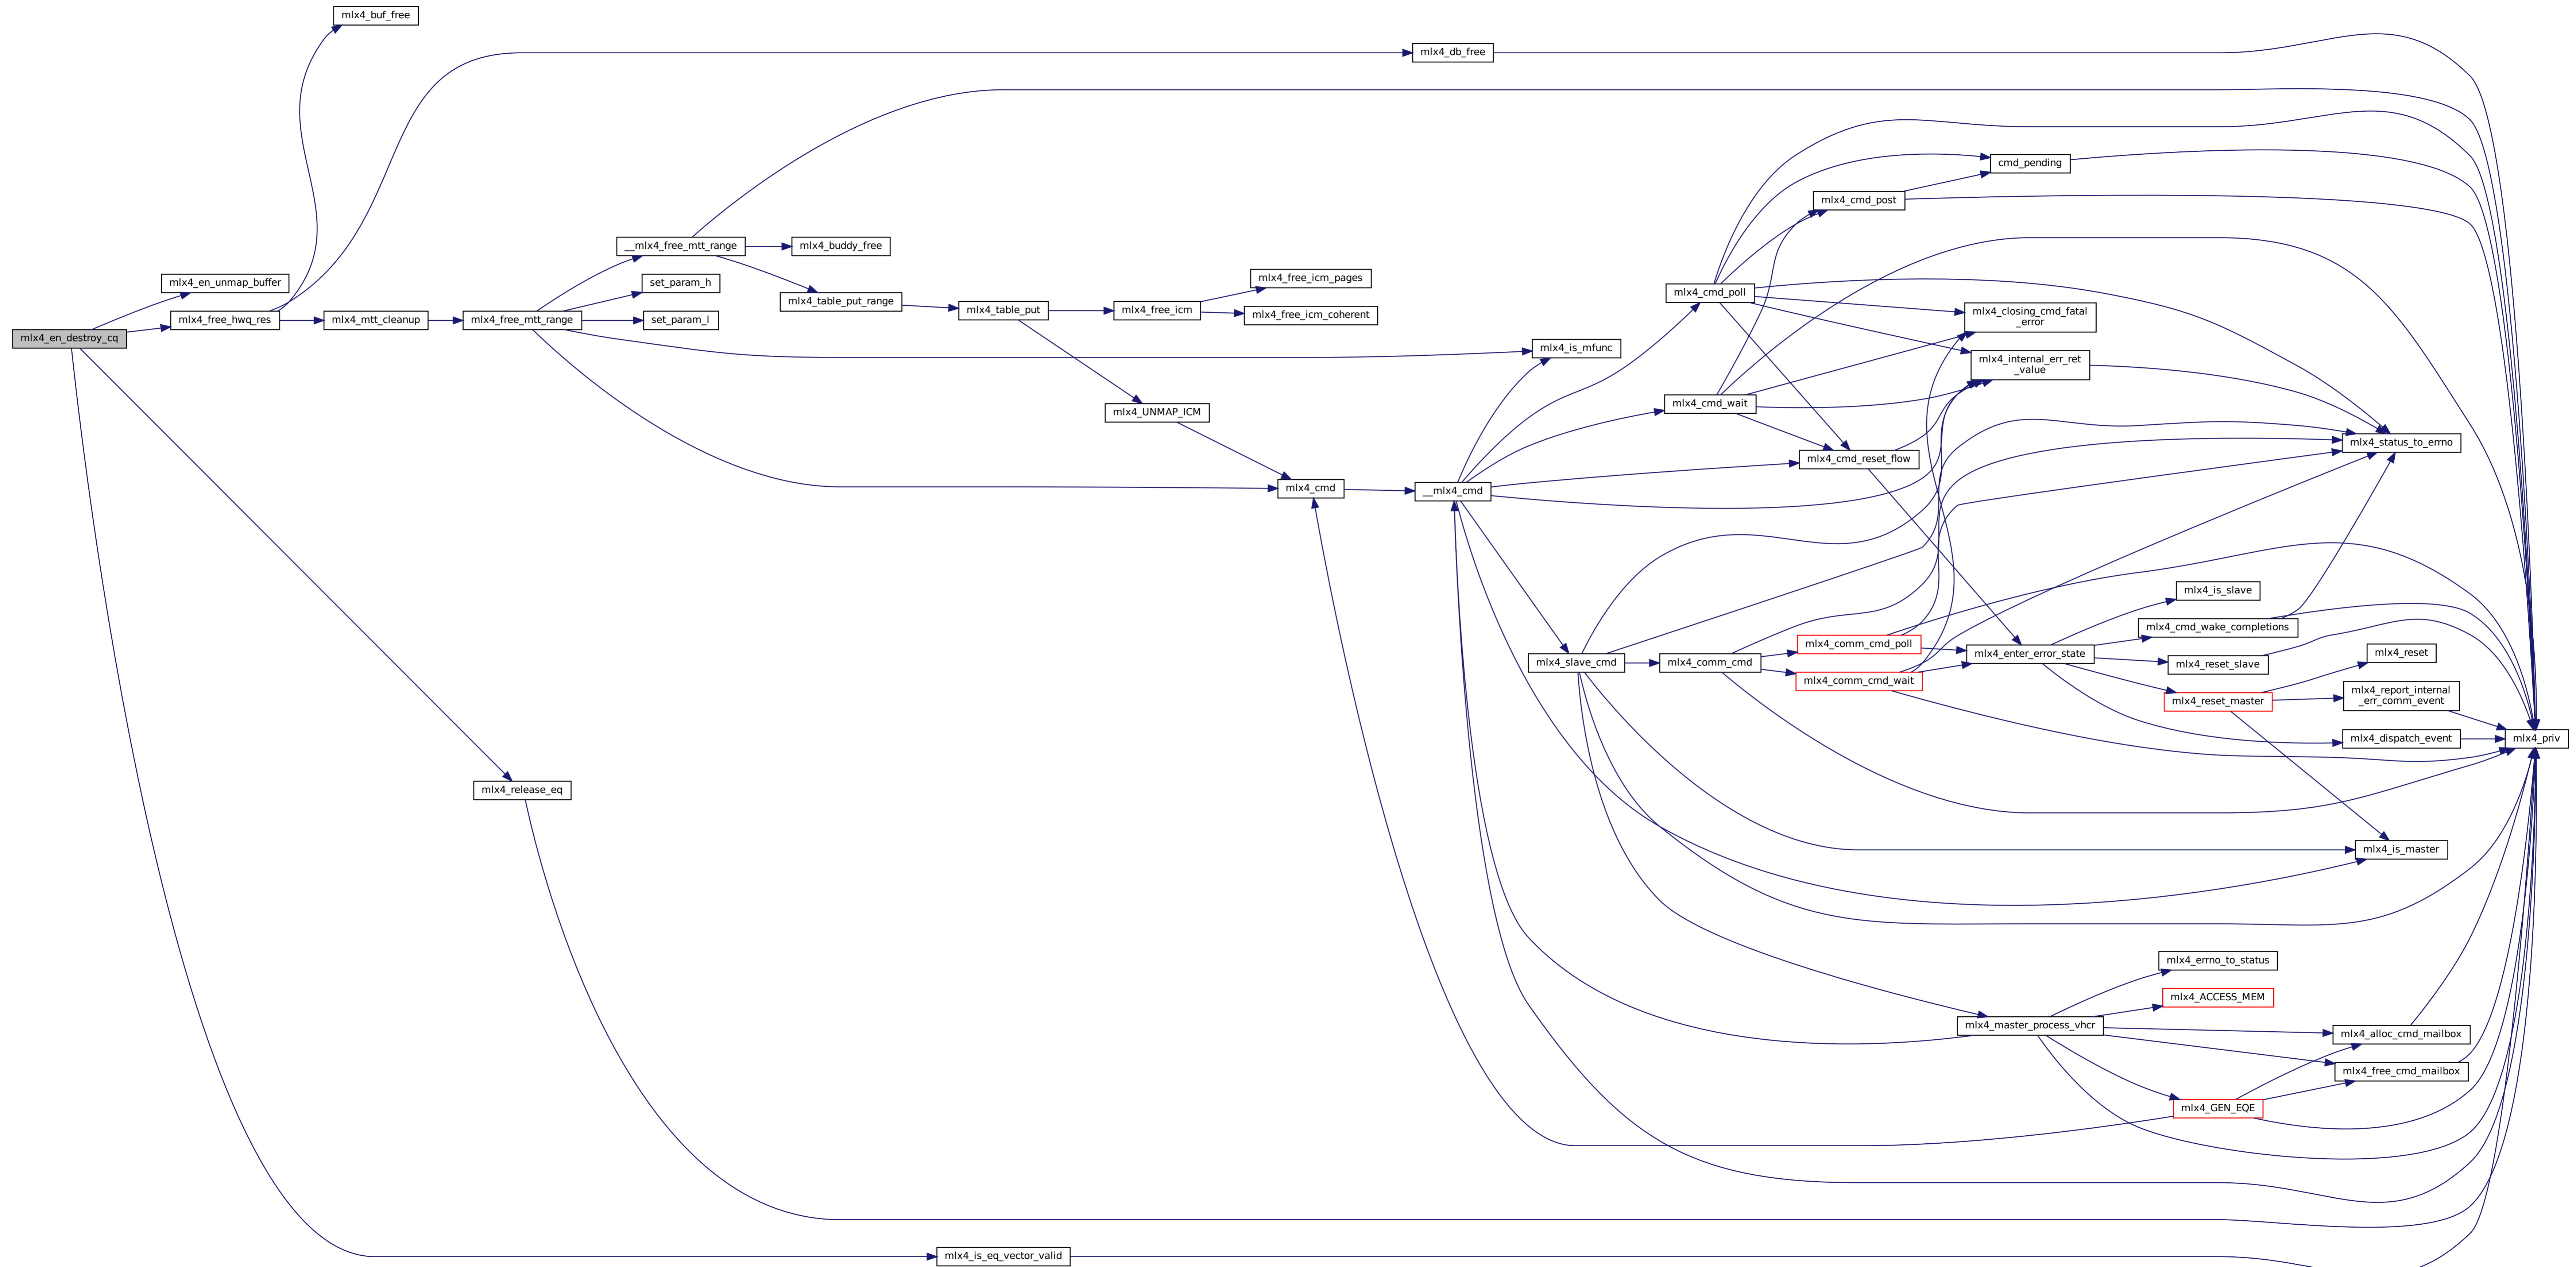 mlx4_buf_free
mlx4_db_free
cmd_pending
mlx4_cmd_post
__mlx4_free_mtt_range
mlx4_buddy_free
mlx4_en_unmap_buffer
set_param_h
mlx4_free_icm_pages
mlx4_cmd_poll
mlx4_table_put_range
mlx4_table_put
mlx4_free_icm
mlx4_free_icm_coherent
mlx4_closing_cmd_fatal
_error
mlx4_free_hwq_res
mlx4_mtt_cleanup
mlx4_free_mtt_range
set_param_l
mlx4_en_destroy_cq
mlx4_is_mfunc
mlx4_internal_err_ret
_value
mlx4_UNMAP_ICM
mlx4_cmd_wait
mlx4_status_to_errno
mlx4_cmd_reset_flow
mlx4_cmd
__mlx4_cmd
mlx4_is_slave
mlx4_cmd_wake_completions
mlx4_comm_cmd_poll
mlx4_enter_error_state
mlx4_reset
mlx4_slave_cmd
mlx4_comm_cmd
mlx4_reset_slave
mlx4_comm_cmd_wait
mlx4_report_internal
_err_comm_event
mlx4_reset_master
mlx4_dispatch_event
mlx4_priv
mlx4_release_eq
mlx4_is_master
mlx4_errno_to_status
mlx4_ACCESS_MEM
mlx4_master_process_vhcr
mlx4_alloc_cmd_mailbox
mlx4_free_cmd_mailbox
mlx4_GEN_EQE
mlx4_is_eq_vector_valid